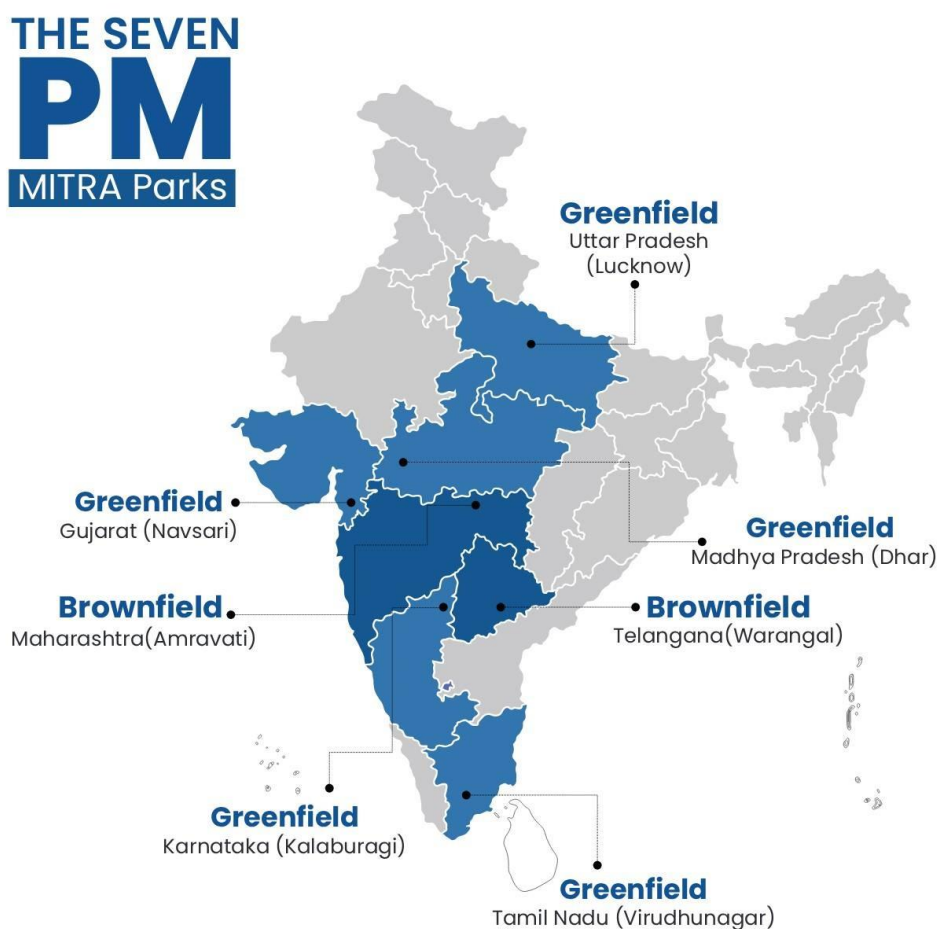 THE SEVEN
PM
MITRA Parks
Greenfield
Uttar Pradesh
(Lucknow)
Greenfield
Gujarat (Navsari)
Greenfield
Madhya Pradesh (Dhar)
Brownfield
Maharashtra(Amravati)
Brownfield
Telangana(Warangal)
Greenfield
Karnataka (Kalaburagi)
Greenfield
Tamil Nadu (Virudhunagar)